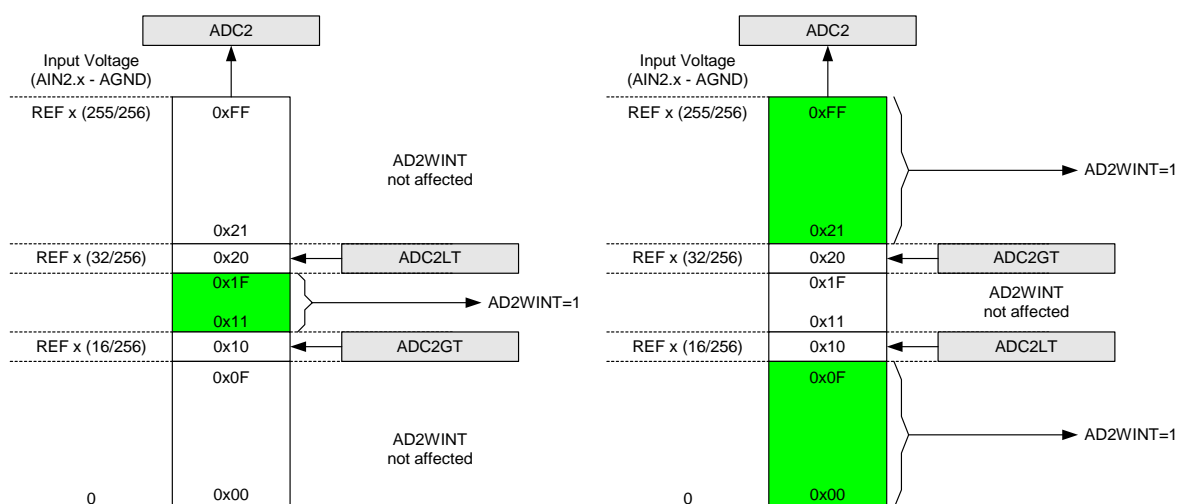 ADC2
Input Voltage
(AIN2.x - AGND)
REF x (255/256)
0xFF
AD2WINT
not affected
0x21
REF x (32/256)
0x20
ADC2LT
0x1F
AD2WINT=1
0x11
REF x (16/256)
0x10
ADC2GT
0x0F
AD2WINT
not affected
0
0x00
ADC2
Input Voltage
(AIN2.x - AGND)
REF x (255/256)
0xFF
AD2WINT=1
0x21
REF x (32/256)
0x20
ADC2GT
0x1F
AD2WINT
not affected
0x11
REF x (16/256)
0x10
ADC2LT
0x0F
AD2WINT=1
0
0x00